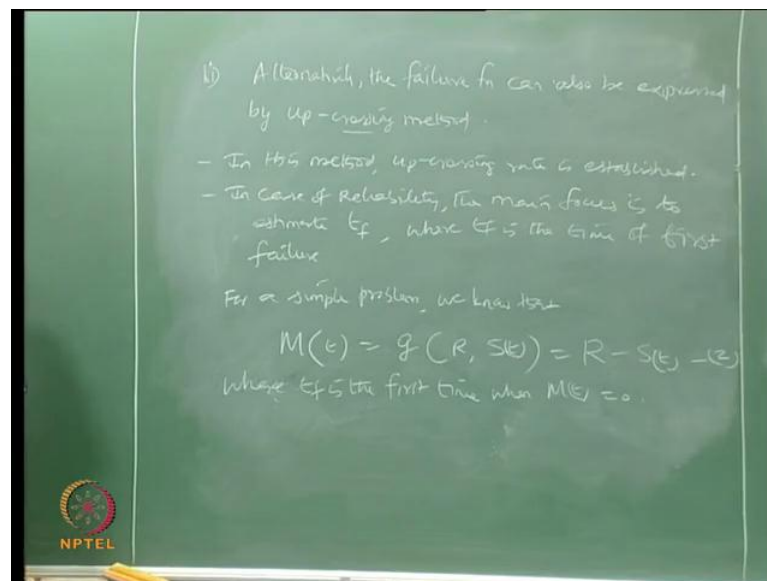 ii) Alternatively, the failure fn can also be expressed
by up-crossing method.
- In this method, up-crossing rate is established.
- In case of Reliability, the main focus is to
estimate tf, where tf is the time of first
failure
For a simple problem, we know that
M(t) = g(R, S(t)) = R - S(t) -(2)
where tf is the first time when M(t) = 0.
NPTEL